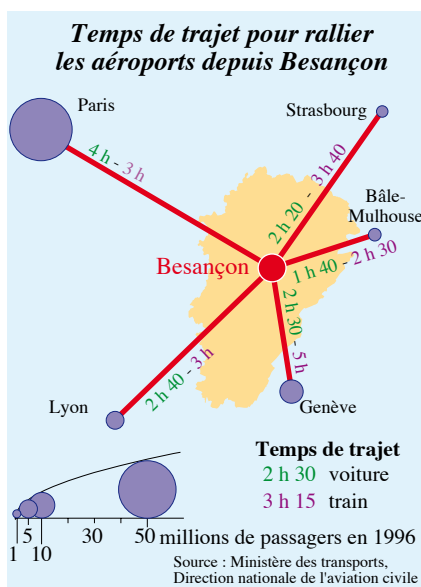 Temps de trajet pour rallier
les aéroports depuis Besançon
Paris
Strasbourg
4 h - 3 h
2 h 20 - 3 h 40
Bâle-
Mulhouse
Besançon
1 h 40 - 2 h 30
2 h 30 - 5 h
2 h 40 - 3 h
Lyon
Genève
Temps de trajet
2 h 30 voiture
3 h 15 train
1 5 10 30 50 millions de passagers en 1996
Source : Ministère des transports,
Direction nationale de l'aviation civile